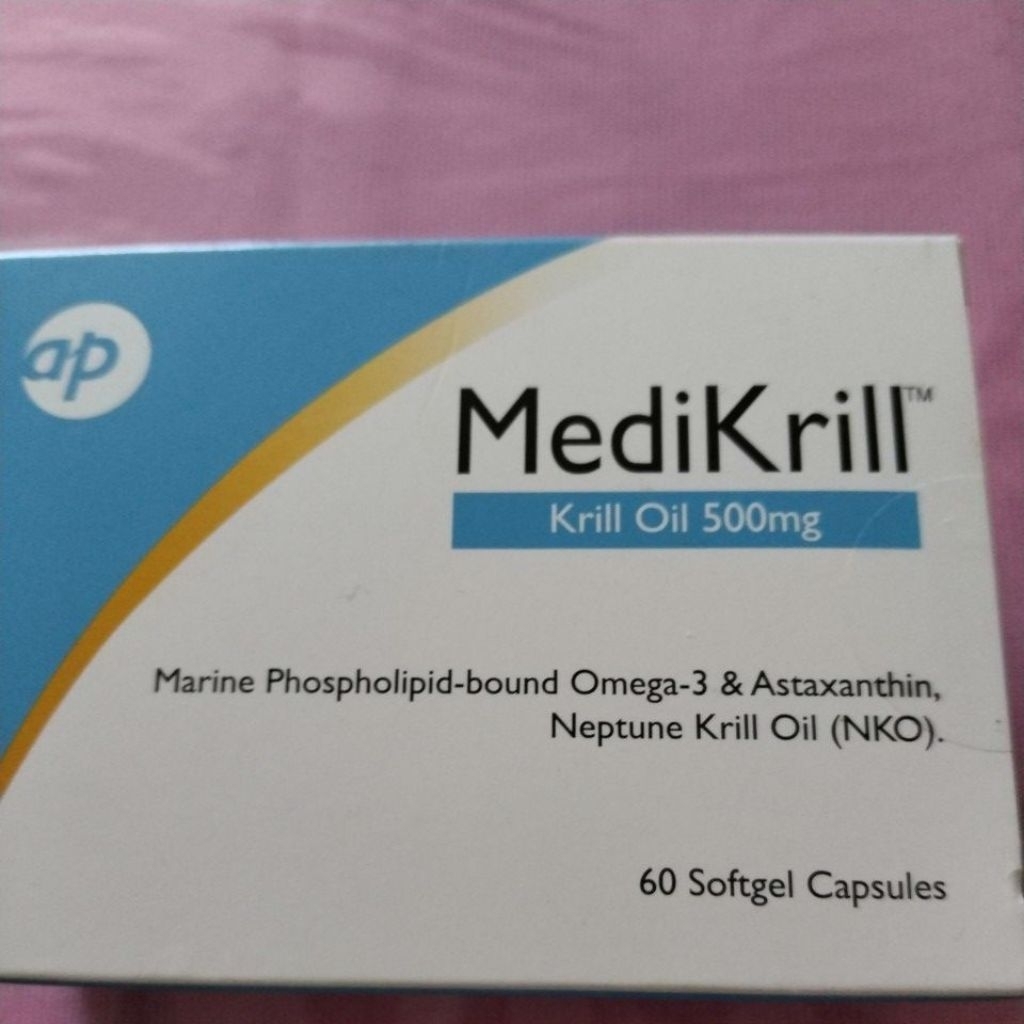 ap
MediKrill™
Krill Oil 500mg
Marine Phospholipid-bound Omega-3 & Astaxanthin,
Neptune Krill Oil (NKO).
60 Softgel Capsules